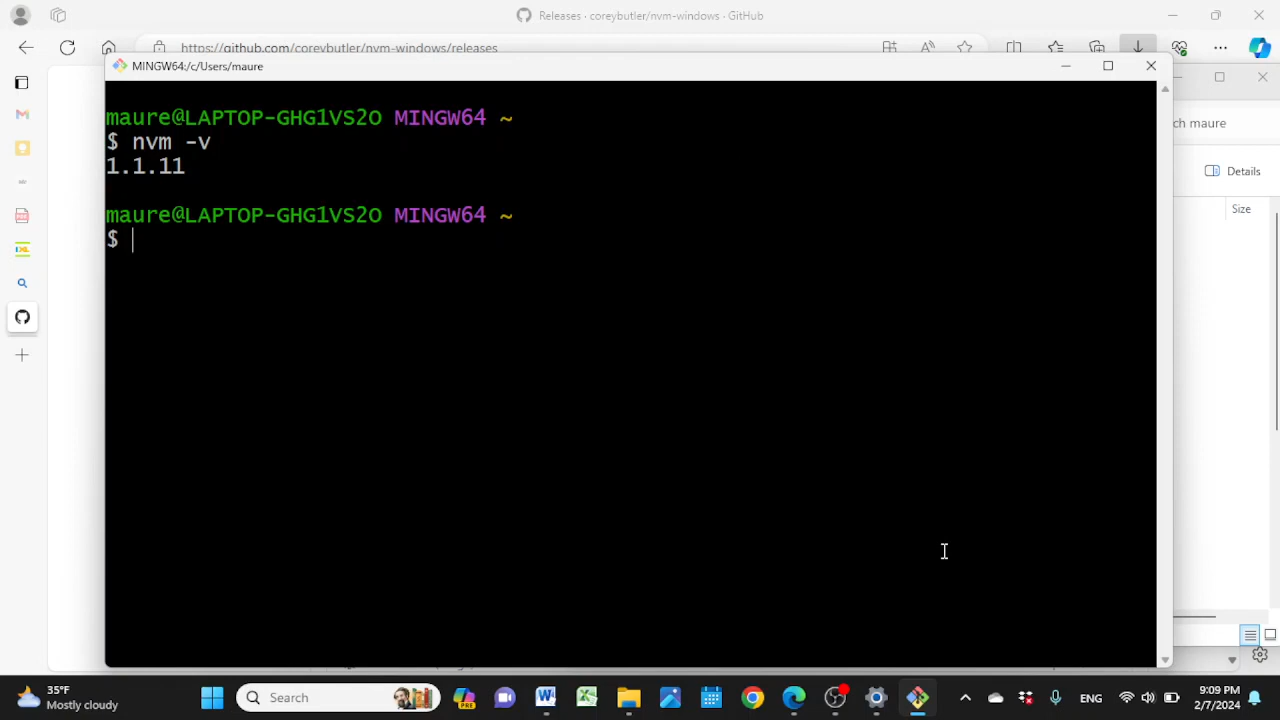 Releases · coreybutler/nvm-windows · GitHub
https://github.com/coreybutler/nvm-windows/releases
MINGW64:/c/Users/maure
maure@LAPTOP-GHG1VS2O MINGW64 ~
$ nvm -v
1.1.11
maure@LAPTOP-GHG1VS2O MINGW64 ~
$
ch maure
Details
Size
35°F
Mostly cloudy
Search
PRE
ENG
9:09 PM
2/7/2024